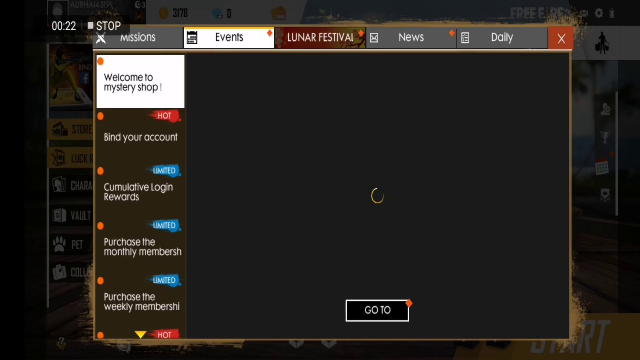 3178
0
FREE FIRE
00:22 STOP
Missions
Events
LUNAR FESTIVAL
News
Daily
X
Welcome to
mystery shop !
HOT
Bind your account
LIMITED
Cumulative Login
Rewards
LIMITED
Purchase the
monthly membersh
LIMITED
Purchase the
weekly membershi
HOT
GO TO
STORE
LUCK R
CHARA
VAULT
PET
COLL
START